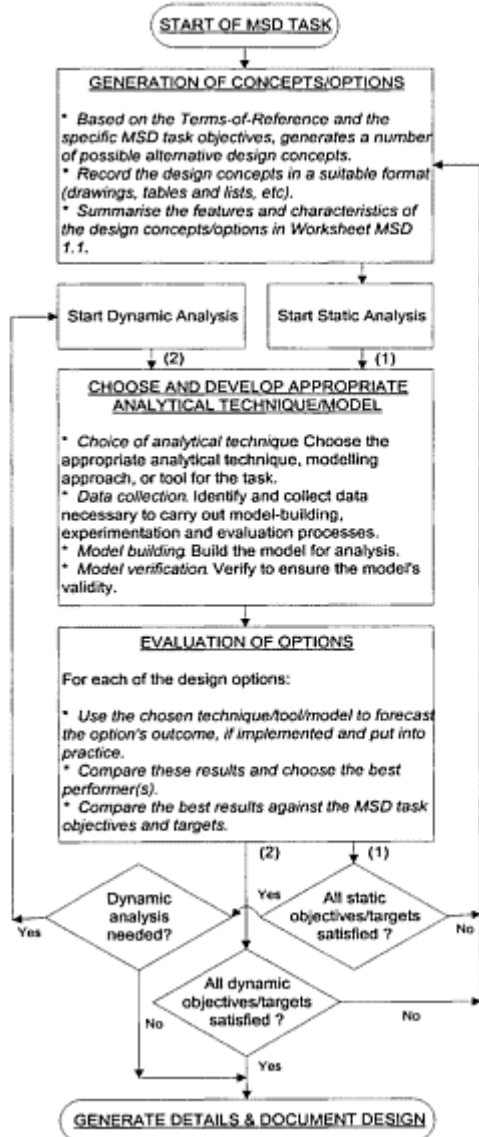 START OF MSD TASK
GENERATION OF CONCEPTS/OPTIONS
* Based on the Terms-of-Reference and the
specific MSD task objectives, generates a number
of possible alternative design concepts.
* Record the design concepts in a suitable format
(drawings, tables and lists, etc).
* Summarise the features and characteristics of
the design concepts/options in Worksheet MSD
1.1.
Start Dynamic Analysis
Start Static Analysis
(2)
(1)
CHOOSE AND DEVELOP APPROPRIATE
ANALYTICAL TECHNIQUE/MODEL
* Choice of analytical technique. Choose the
appropriate analytical technique, modelling
approach, or tool for the task.
* Data collection. Identify and collect data
necessary to carry out model-building,
experimentation and evaluation processes.
* Model building. Build the model for analysis.
* Model verification. Verify to ensure the model's
validity.
EVALUATION OF OPTIONS
For each of the design options:
* Use the chosen technique/tool/model to forecast
the option's outcome, if implemented and put into
practice.
* Compare these results and choose the best
performer(s).
* Compare the best results against the MSD task
objectives and targets.
(2)
(1)
Dynamic
analysis
needed?
Yes
Yes
All static
objectives/targets
satisfied ?
No
All dynamic
objectives/targets
satisfied ?
No
No
Yes
GENERATE DETAILS & DOCUMENT DESIGN